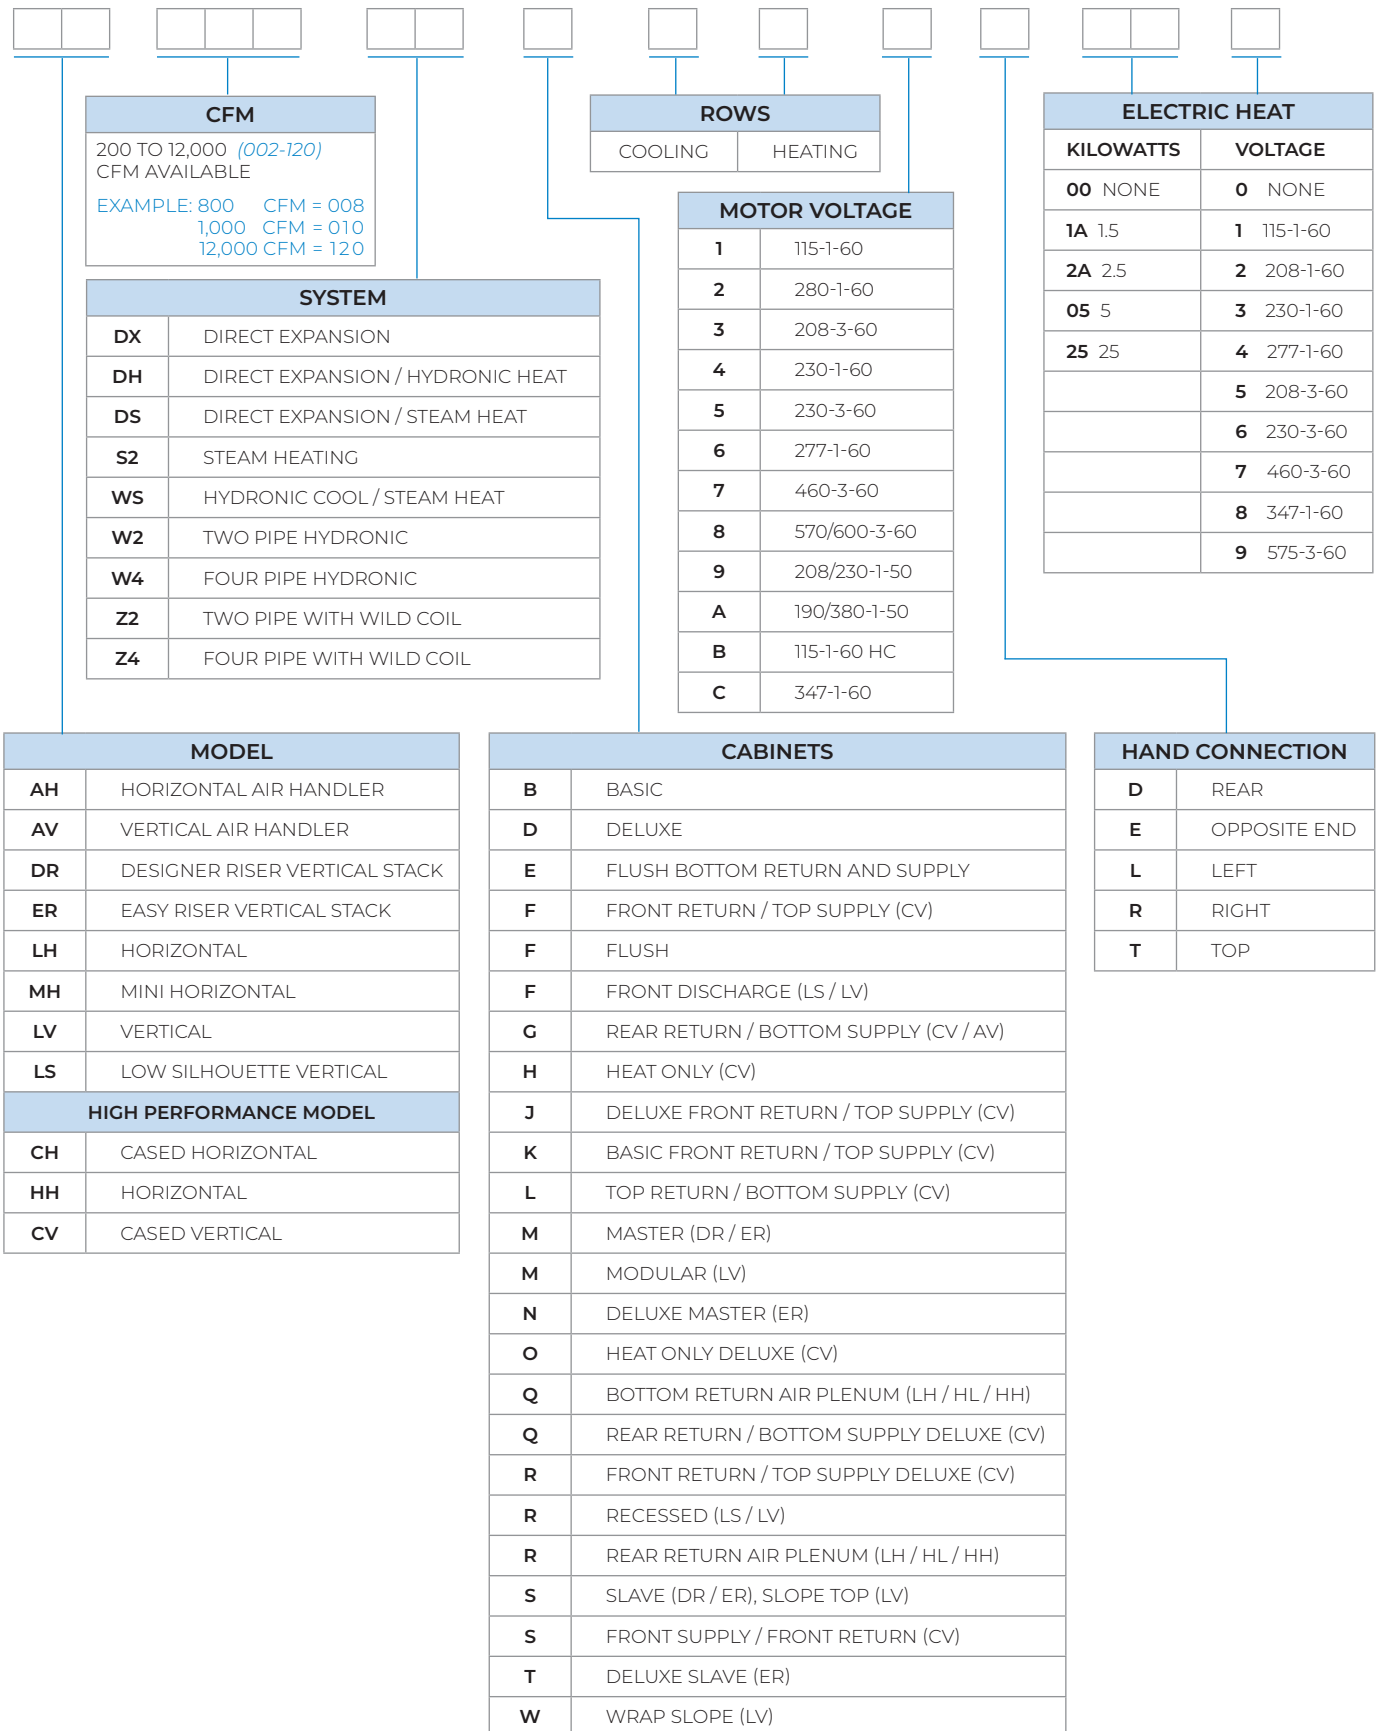 CFM
200 TO 12,000 (002-120)
CFM AVAILABLE
EXAMPLE: 800 CFM = 008
1,000 CFM = 010
12,000 CFM = 120
ROWS
COOLING HEATING
ELECTRIC HEAT
KILOWATTS VOLTAGE
00 NONE 0 NONE
1A 1.5 1 115-1-60
2A 2.5 2 208-1-60
05 5 3 230-1-60
25 25 4 277-1-60
5 208-3-60
6 230-3-60
7 460-3-60
8 347-1-60
9 575-3-60
MOTOR VOLTAGE
1 115-1-60
2 280-1-60
3 208-3-60
4 230-1-60
5 230-3-60
6 277-1-60
7 460-3-60
8 570/600-3-60
9 208/230-1-50
A 190/380-1-50
B 115-1-60 HC
C 347-1-60
SYSTEM
DX DIRECT EXPANSION
DH DIRECT EXPANSION / HYDRONIC HEAT
DS DIRECT EXPANSION / STEAM HEAT
S2 STEAM HEATING
WS HYDRONIC COOL / STEAM HEAT
W2 TWO PIPE HYDRONIC
W4 FOUR PIPE HYDRONIC
Z2 TWO PIPE WITH WILD COIL
Z4 FOUR PIPE WITH WILD COIL
MODEL
AH HORIZONTAL AIR HANDLER
AV VERTICAL AIR HANDLER
DR DESIGNER RISER VERTICAL STACK
ER EASY RISER VERTICAL STACK
LH HORIZONTAL
MH MINI HORIZONTAL
LV VERTICAL
LS LOW SILHOUETTE VERTICAL
HIGH PERFORMANCE MODEL
CH CASED HORIZONTAL
HH HORIZONTAL
CV CASED VERTICAL
CABINETS
B BASIC
D DELUXE
E FLUSH BOTTOM RETURN AND SUPPLY
F FRONT RETURN / TOP SUPPLY (CV)
F FLUSH
F FRONT DISCHARGE (LS / LV)
G REAR RETURN / BOTTOM SUPPLY (CV / AV)
H HEAT ONLY (CV)
J DELUXE FRONT RETURN / TOP SUPPLY (CV)
K BASIC FRONT RETURN / TOP SUPPLY (CV)
L TOP RETURN / BOTTOM SUPPLY (CV)
M MASTER (DR / ER)
M MODULAR (LV)
N DELUXE MASTER (ER)
O HEAT ONLY DELUXE (CV)
Q BOTTOM RETURN AIR PLENUM (LH / HL / HH)
Q REAR RETURN / BOTTOM SUPPLY DELUXE (CV)
R FRONT RETURN / TOP SUPPLY DELUXE (CV)
R RECESSED (LS / LV)
R REAR RETURN AIR PLENUM (LH / HL / HH)
S SLAVE (DR / ER), SLOPE TOP (LV)
S FRONT SUPPLY / FRONT RETURN (CV)
T DELUXE SLAVE (ER)
W WRAP SLOPE (LV)
HAND CONNECTION
D REAR
E OPPOSITE END
L LEFT
R RIGHT
T TOP